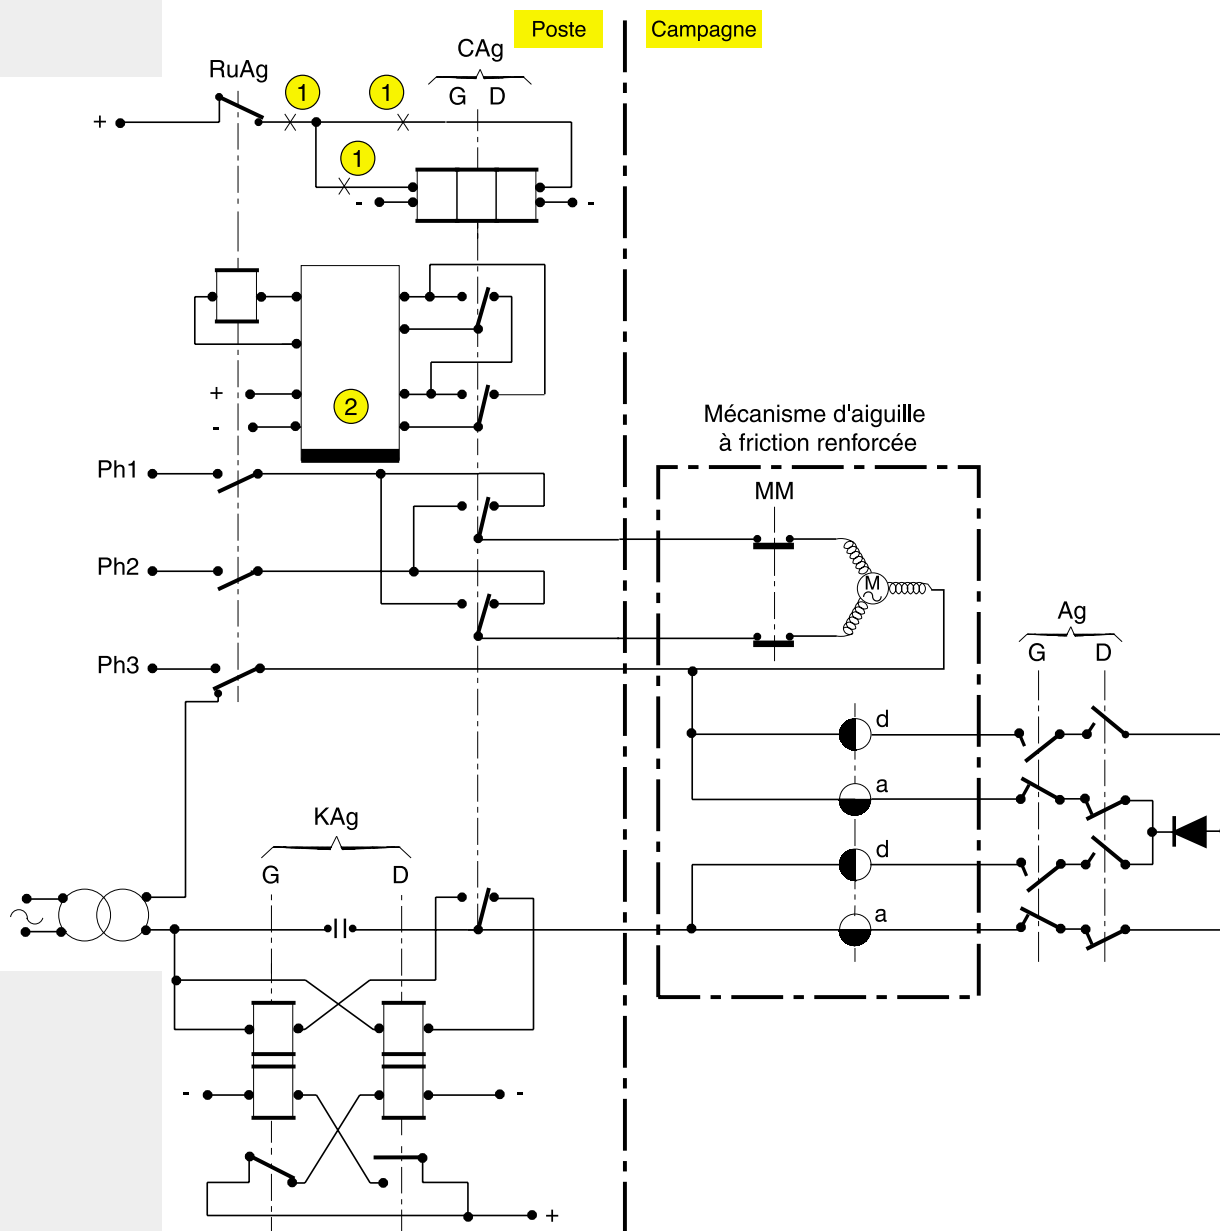 Poste
Campagne
CAg
G D
RuAg
1
1
+
1
-
-
+
2
-
Mécanisme d'aiguille
à friction renforcée
Ph1
MM
Ph2
M
Ag
G D
Ph3
d
a
KAg
G D
d
a
-
-
+